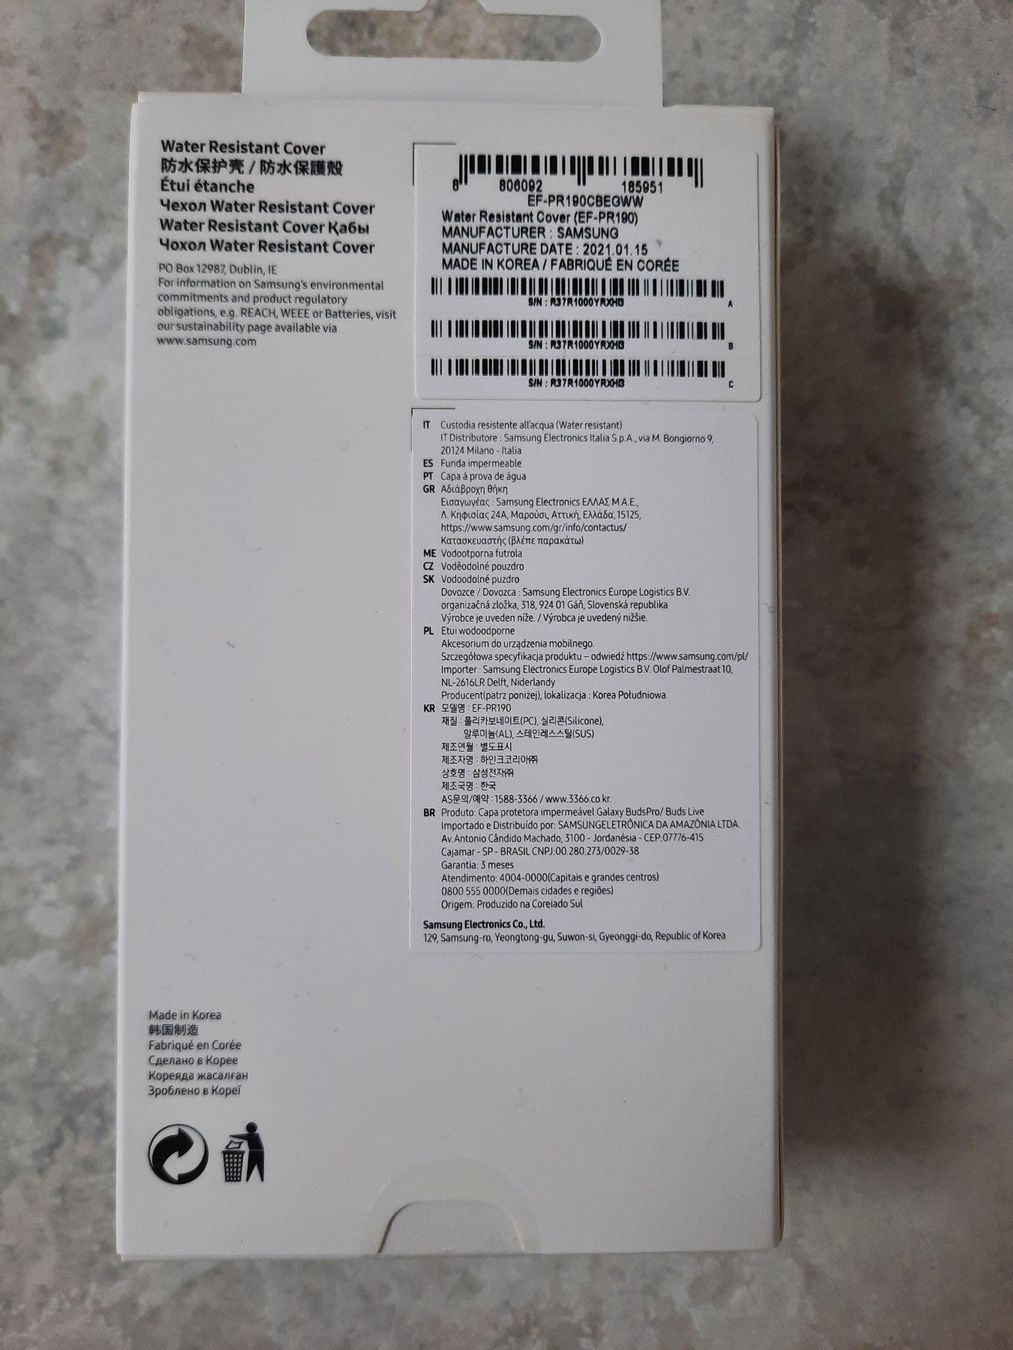 Water Resistant Cover
防水保护壳 / 防水保護殼
Étui étanche
Чехол Water Resistant Cover
Water Resistant Cover Қабы
Чохол Water Resistant Cover
PO Box 12987, Dublin, IE
For information on Samsung's environmental
commitments and product regulatory
obligations, e.g. REACH, WEEE or Batteries, visit
our sustainability page available via
www.samsung.com
8 806092 185951
EF-PR190CBEGWW
Water Resistant Cover (EF-PR190)
MANUFACTURER : SAMSUNG
MANUFACTURE DATE : 2021.01.15
MADE IN KOREA / FABRIQUÉ EN CORÉE
S/N : R37R1000YRXHB
A
S/N : R37R1000YRXHB
B
S/N : R37R1000YRXHB
C
IT Custodia resistente all'acqua (Water resistant)
IT Distributore : Samsung Electronics Italia S.p.A., via M. Bongiorno 9,
20124 Milano - Italia
ES Funda impermeable
PT Capa á prova de água
GR Αδιάβροχη θήκη
Εισαγωγέας : Samsung Electronics ΕΛΛΑΣ Μ.Α.Ε.,
Λ. Κηφισίας 24Α, Μαρούσι, Αττική, Ελλάδα, 15125,
https://www.samsung.com/gr/info/contactus/
Κατασκευαστής (βλέπε παρακάτω)
ME Vodootporna futrola
CZ Voděodolné pouzdro
SK Vodoodolné puzdro
Dovozce / Dovozca : Samsung Electronics Europe Logistics B.V.
organizačná zložka, 318, 924 01 Gáň, Slovenská republika
Výrobce je uveden níže. / Výrobca je uvedený nižšie.
PL Etui wodoodporne
Akcesorium do urządzenia mobilnego.
Szczegółowa specyfikacja produktu – odwiedź https://www.samsung.com/pl/
Importer : Samsung Electronics Europe Logistics B.V. Olof Palmestraat 10,
NL-2616LR Delft, Niderlandy
Producent(patrz poniżej), lokalizacja : Korea Południowa
KR 모델명 : EF-PR190
재질 : 폴리카보네이트(PC), 실리콘(Silicone),
알루미늄(AL), 스테인레스스틸(SUS)
제조연월 : 별도표시
제조자명 : 하인크코리아㈜
상호명 : 삼성전자㈜
제조국명 : 한국
AS문의/예약 : 1588-3366 / www.3366.co.kr.
BR Produto: Capa protetora impermeável Galaxy BudsPro/ Buds Live
Importado e Distribuído por: SAMSUNGELETRÔNICA DA AMAZÔNIA LTDA.
Av.Antonio Cândido Machado, 3100 - Jordanésia - CEP:07776-415
Cajamar - SP - BRASIL CNPJ:00.280.273/0029-38
Garantia: 3 meses
Atendimento: 4004-0000(Capitais e grandes centros)
0800 555 0000(Demais cidades e regiões)
Origem: Produzido na Coreiado Sul
Samsung Electronics Co., Ltd.
129, Samsung-ro, Yeongtong-gu, Suwon-si, Gyeonggi-do, Republic of Korea
Made in Korea
韩国制造
Fabriqué en Corée
Сделано в Корее
Кореяда жасалған
Зроблено в Кореї